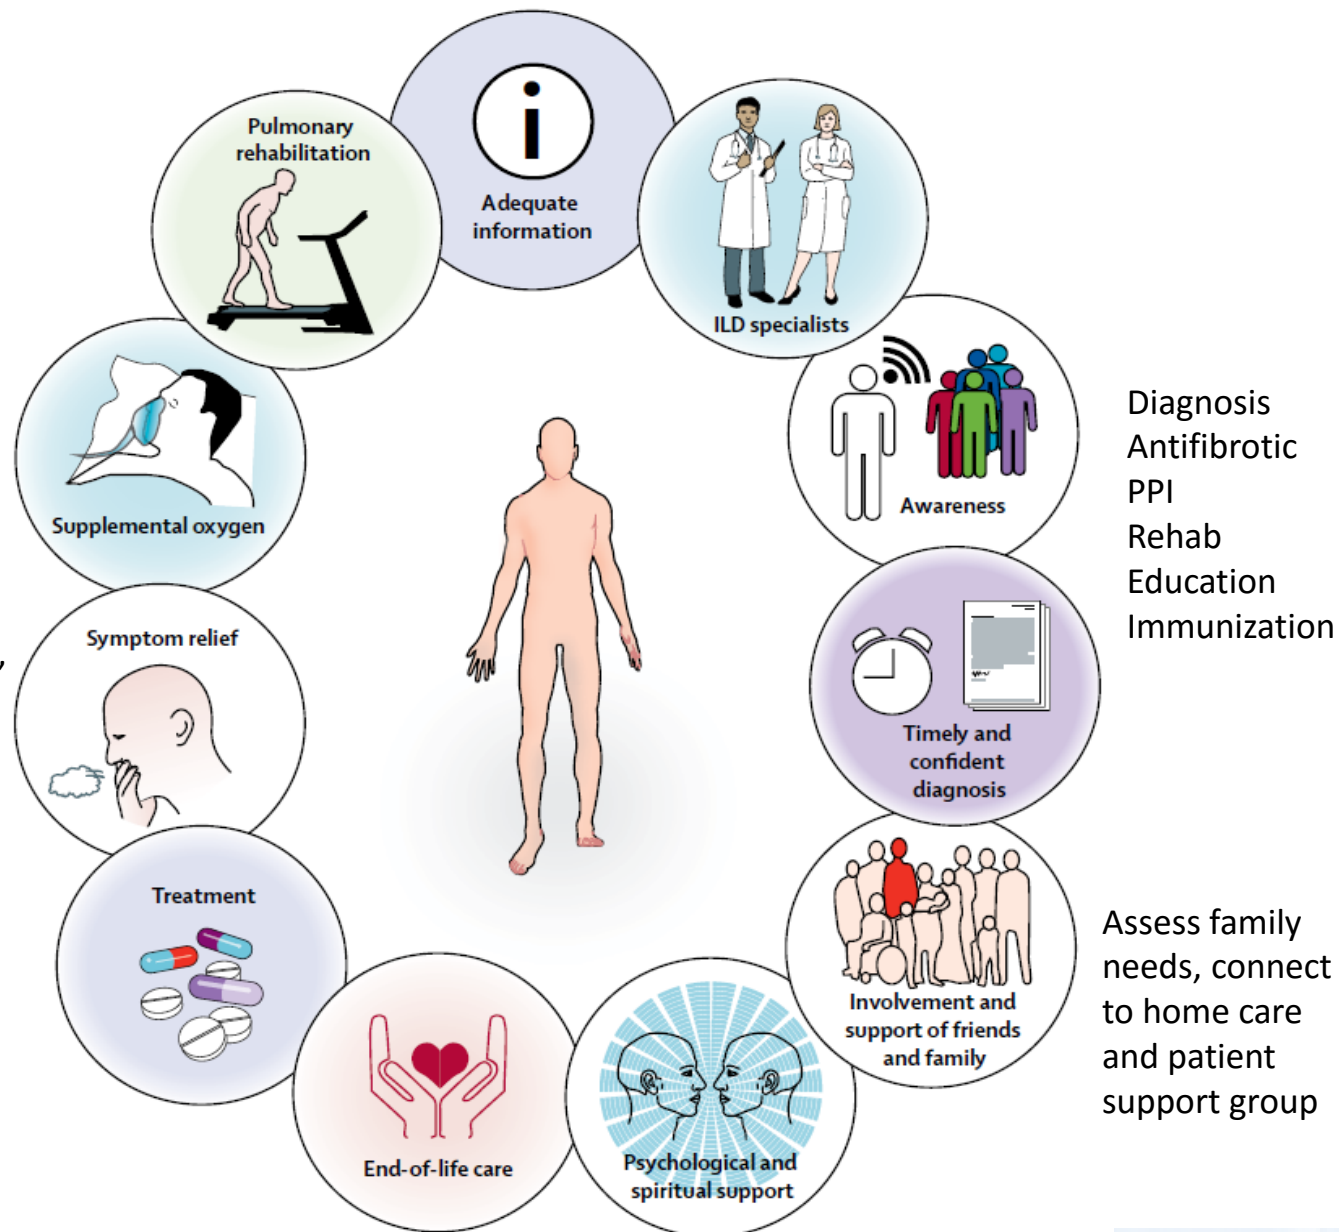 Pulmonary
rehabilitation
i
Adequate
information
ILD specialists
Awareness
Timely and
confident
diagnosis
Involvement and
support of friends
and family
Psychological and
spiritual support
End-of-life care
Treatment
Symptom relief
Supplemental oxygen
,
Diagnosis
Antifibrotic
PPI
Rehab
Education
Immunization
Assess family
needs, connect
to home care
and patient
support group